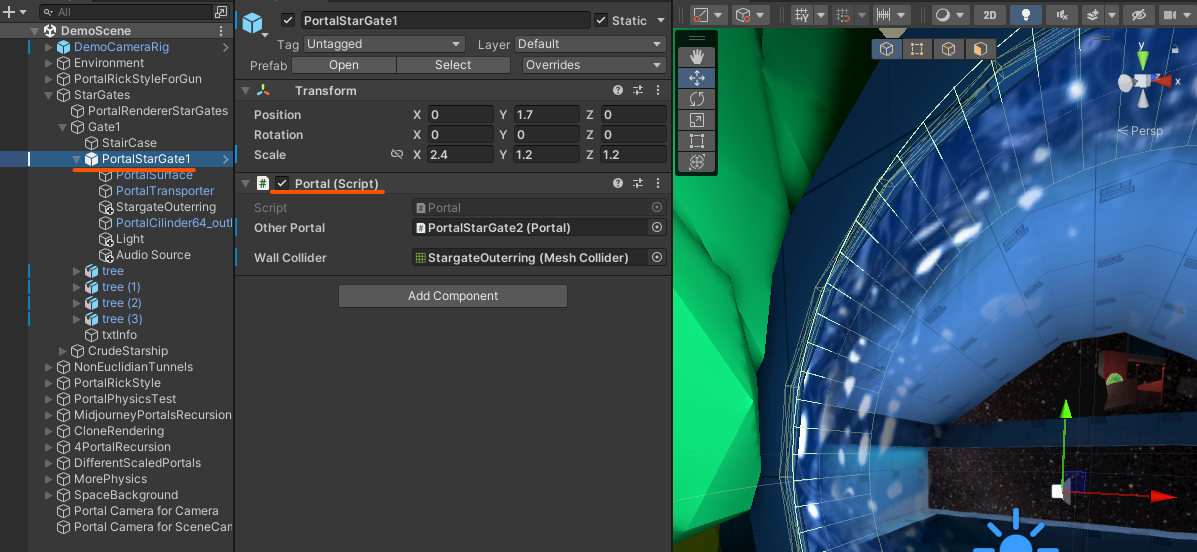 All
DemoScene
DemoCameraRig
Environment
PortalRickStyleForGun
StarGates
PortalRendererStarGates
Gate1
StairCase
PortalStarGate1
PortalSurface
PortalTransporter
StargateOuterring
PortalCilinder64_outl
Light
Audio Source
tree
tree (1)
tree (2)
tree (3)
txtInfo
CrudeStarship
NonEuclidianTunnels
PortalRickStyle
PortalPhysicsTest
MidjourneyPortalsRecursion
CloneRendering
4PortalRecursion
DifferentScaledPortals
MorePhysics
SpaceBackground
Portal Camera for Camera
Portal Camera for SceneCam
PortalStarGate1 Static
Tag Untagged Layer Default
Prefab Open Select Overrides
Transform
Position X 0 Y 1.7 Z 0
Rotation X 0 Y 0 Z 0
Scale X 2.4 Y 1.2 Z 1.2
# Portal (Script)
Script # Portal
Other Portal # PortalStarGate2 (Portal)
Wall Collider StargateOuterring (Mesh Collider)
Add Component
2D
y
z x
Persp